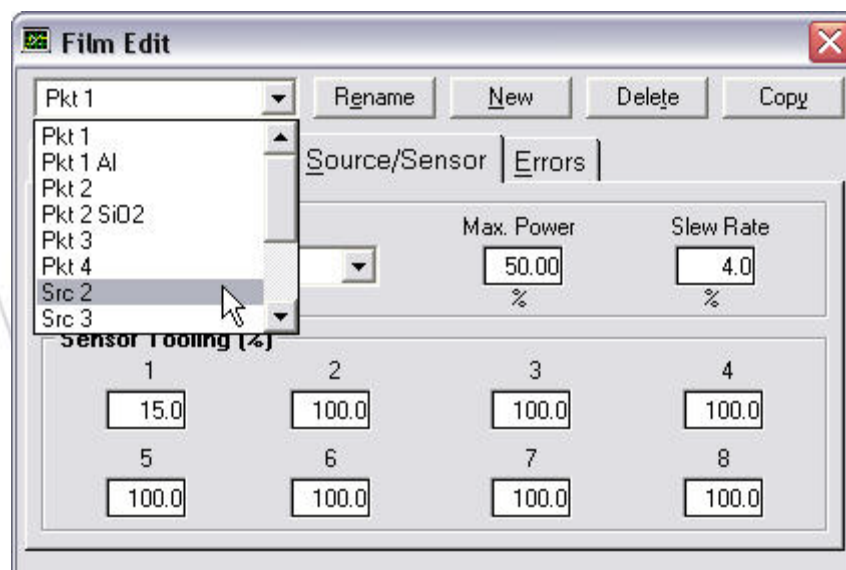 Film Edit
Pkt 1 Rename New Delete Copy
Pkt 1
Pkt 1 Al
Pkt 2
Pkt 2 SiO2
Pkt 3
Pkt 4
Src 2
Src 3
Source/Sensor Errors
Max. Power Slew Rate
50.00 4.0
% %
Sensor Tooling (%)
1 2 3 4
15.0 100.0 100.0 100.0
5 6 7 8
100.0 100.0 100.0 100.0